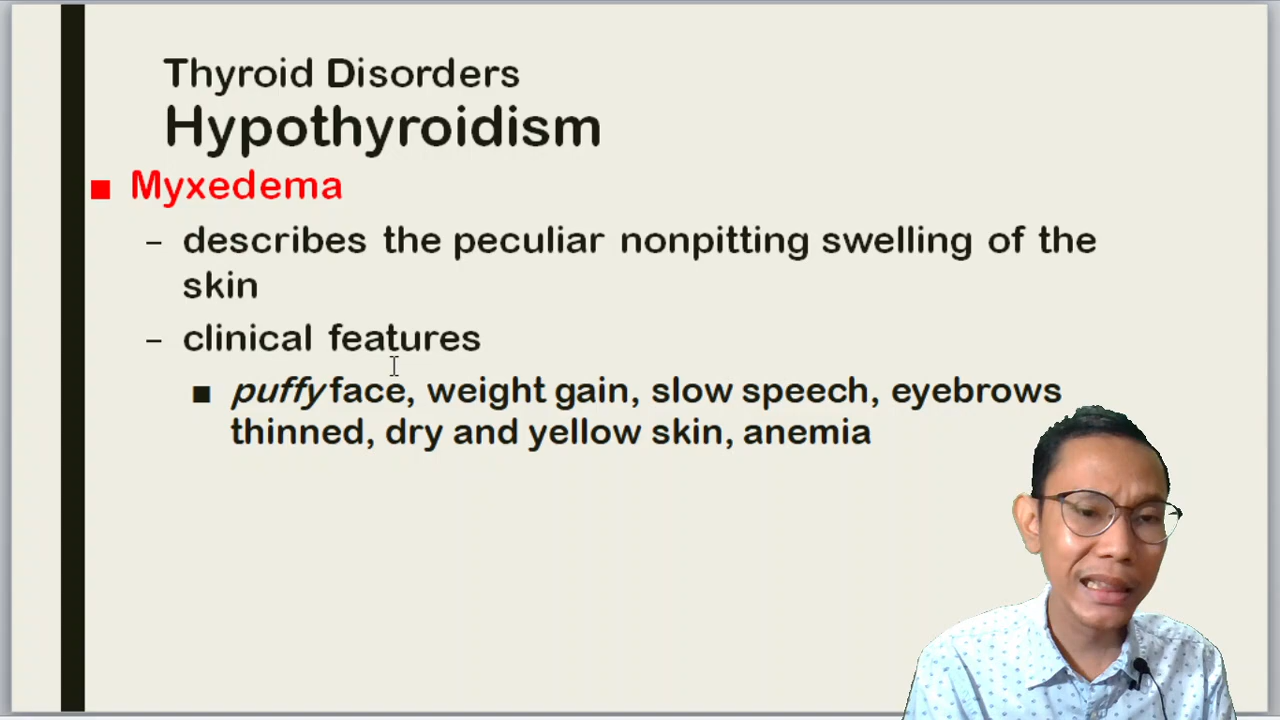 Thyroid Disorders
Hypothyroidism
■ Myxedema
– describes the peculiar nonpitting swelling of the
skin
– clinical features
■ puffy face, weight gain, slow speech, eyebrows
thinned, dry and yellow skin, anemia